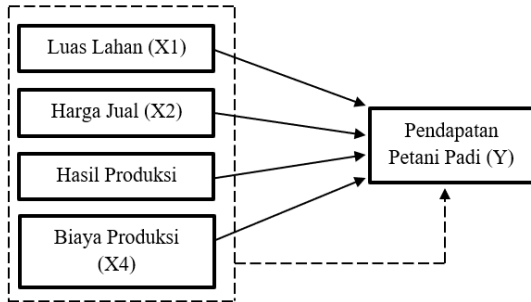 Luas Lahan (X1)
Harga Jual (X2)
Hasil Produksi
Biaya Produksi
(X4)
Pendapatan
Petani Padi (Y)